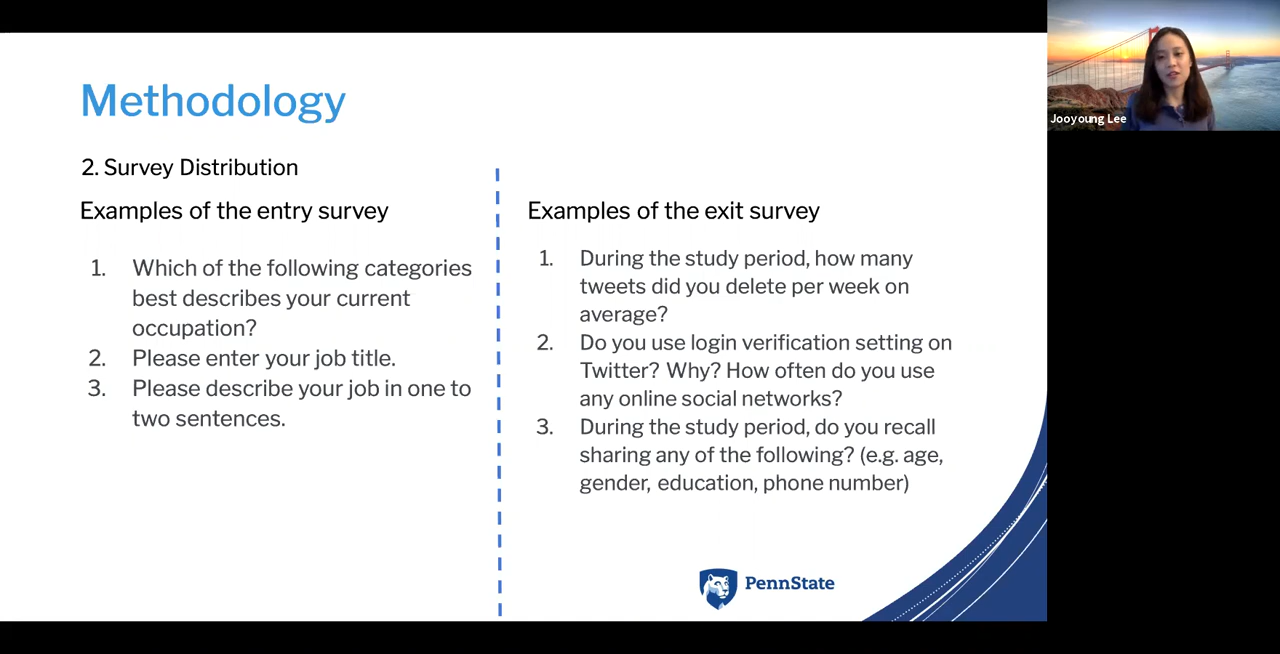 Methodology
2. Survey Distribution
Examples of the entry survey
1. Which of the following categories
best describes your current
occupation?
2. Please enter your job title.
3. Please describe your job in one to
two sentences.
Examples of the exit survey
1. During the study period, how many
tweets did you delete per week on
average?
2. Do you use login verification setting on
Twitter? Why? How often do you use
any online social networks?
3. During the study period, do you recall
sharing any of the following? (e.g. age,
gender, education, phone number)
PennState
Jooyoung Lee